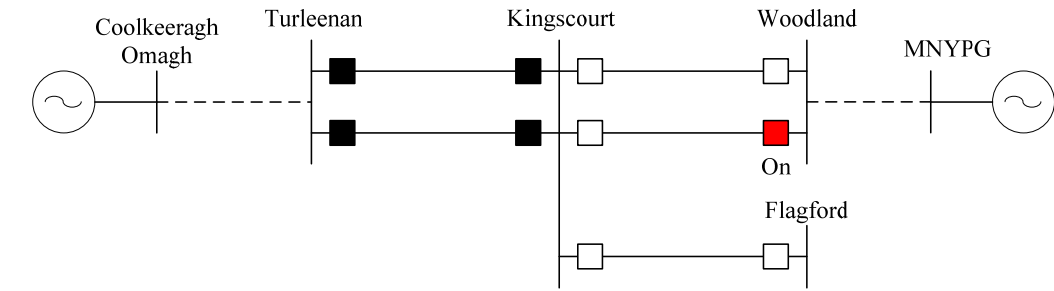 Coolkeeragh
Omagh
Turleenan
Kingscourt
Woodland
MNYPG
On
Flagford